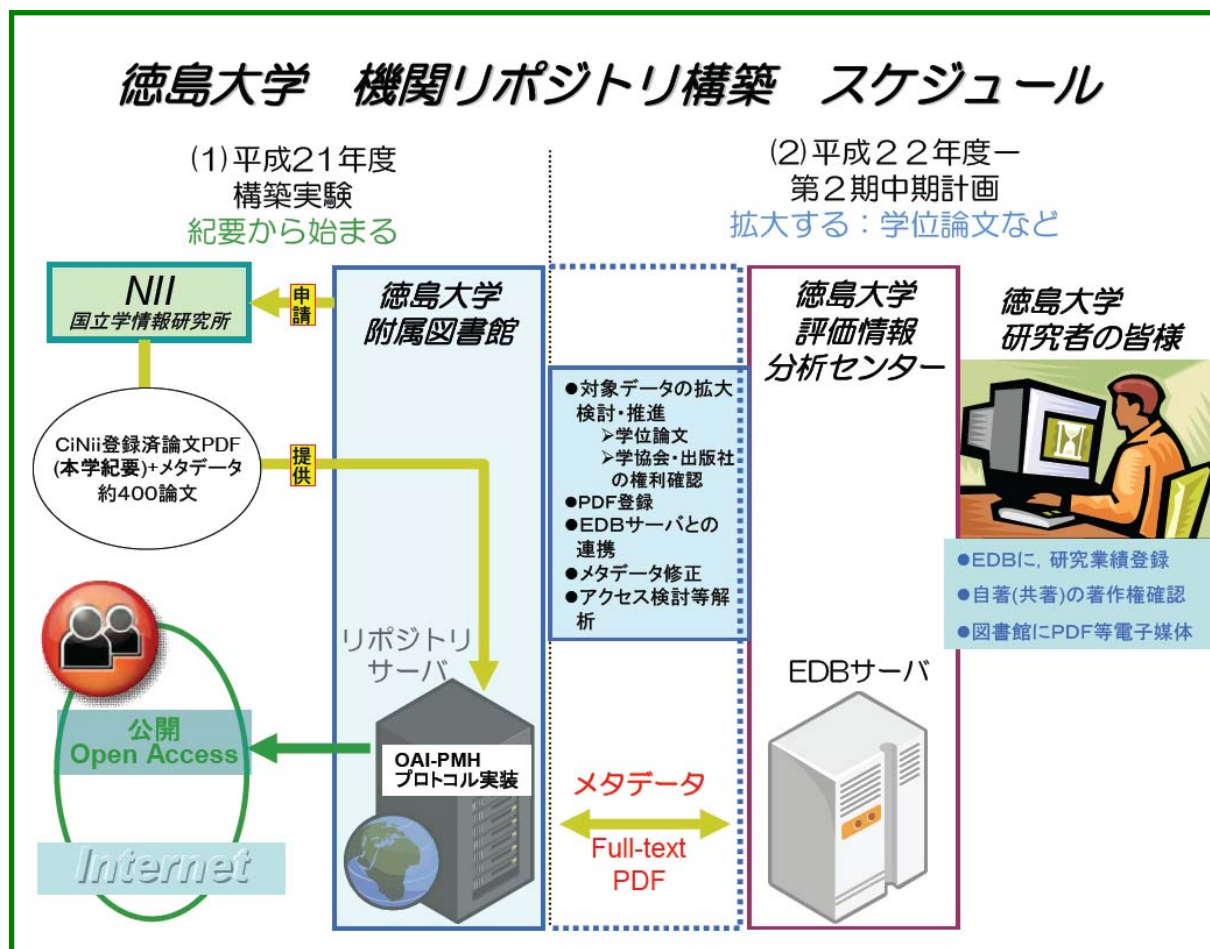 徳島大学　機関リポジトリ構築　スケジュール
(1)平成21年度
構築実験
紀要から始まる
(2)平成２２年度ー
第２期中期計画
拡大する：学位論文など
NII
国立学情報研究所
申請
徳島大学
附属図書館
CiNii登録済論文PDF
(本学紀要)+メタデータ
約400論文
提供
リポジトリ
サーバ
OAI-PMH
プロトコル実装
公開
Open Access
Internet
●対象データの拡大
検討・推進
➢学位論文
➢学協会・出版社
の権利確認
●PDF登録
●EDBサーバとの
連携
●メタデータ修正
●アクセス検討等解
析
メタデータ
Full-text
PDF
徳島大学
評価情報
分析センター
EDBサーバ
徳島大学
研究者の皆様
●EDBに，研究業績登録
●自著(共著)の著作権確認
●図書館にPDF等電子媒体